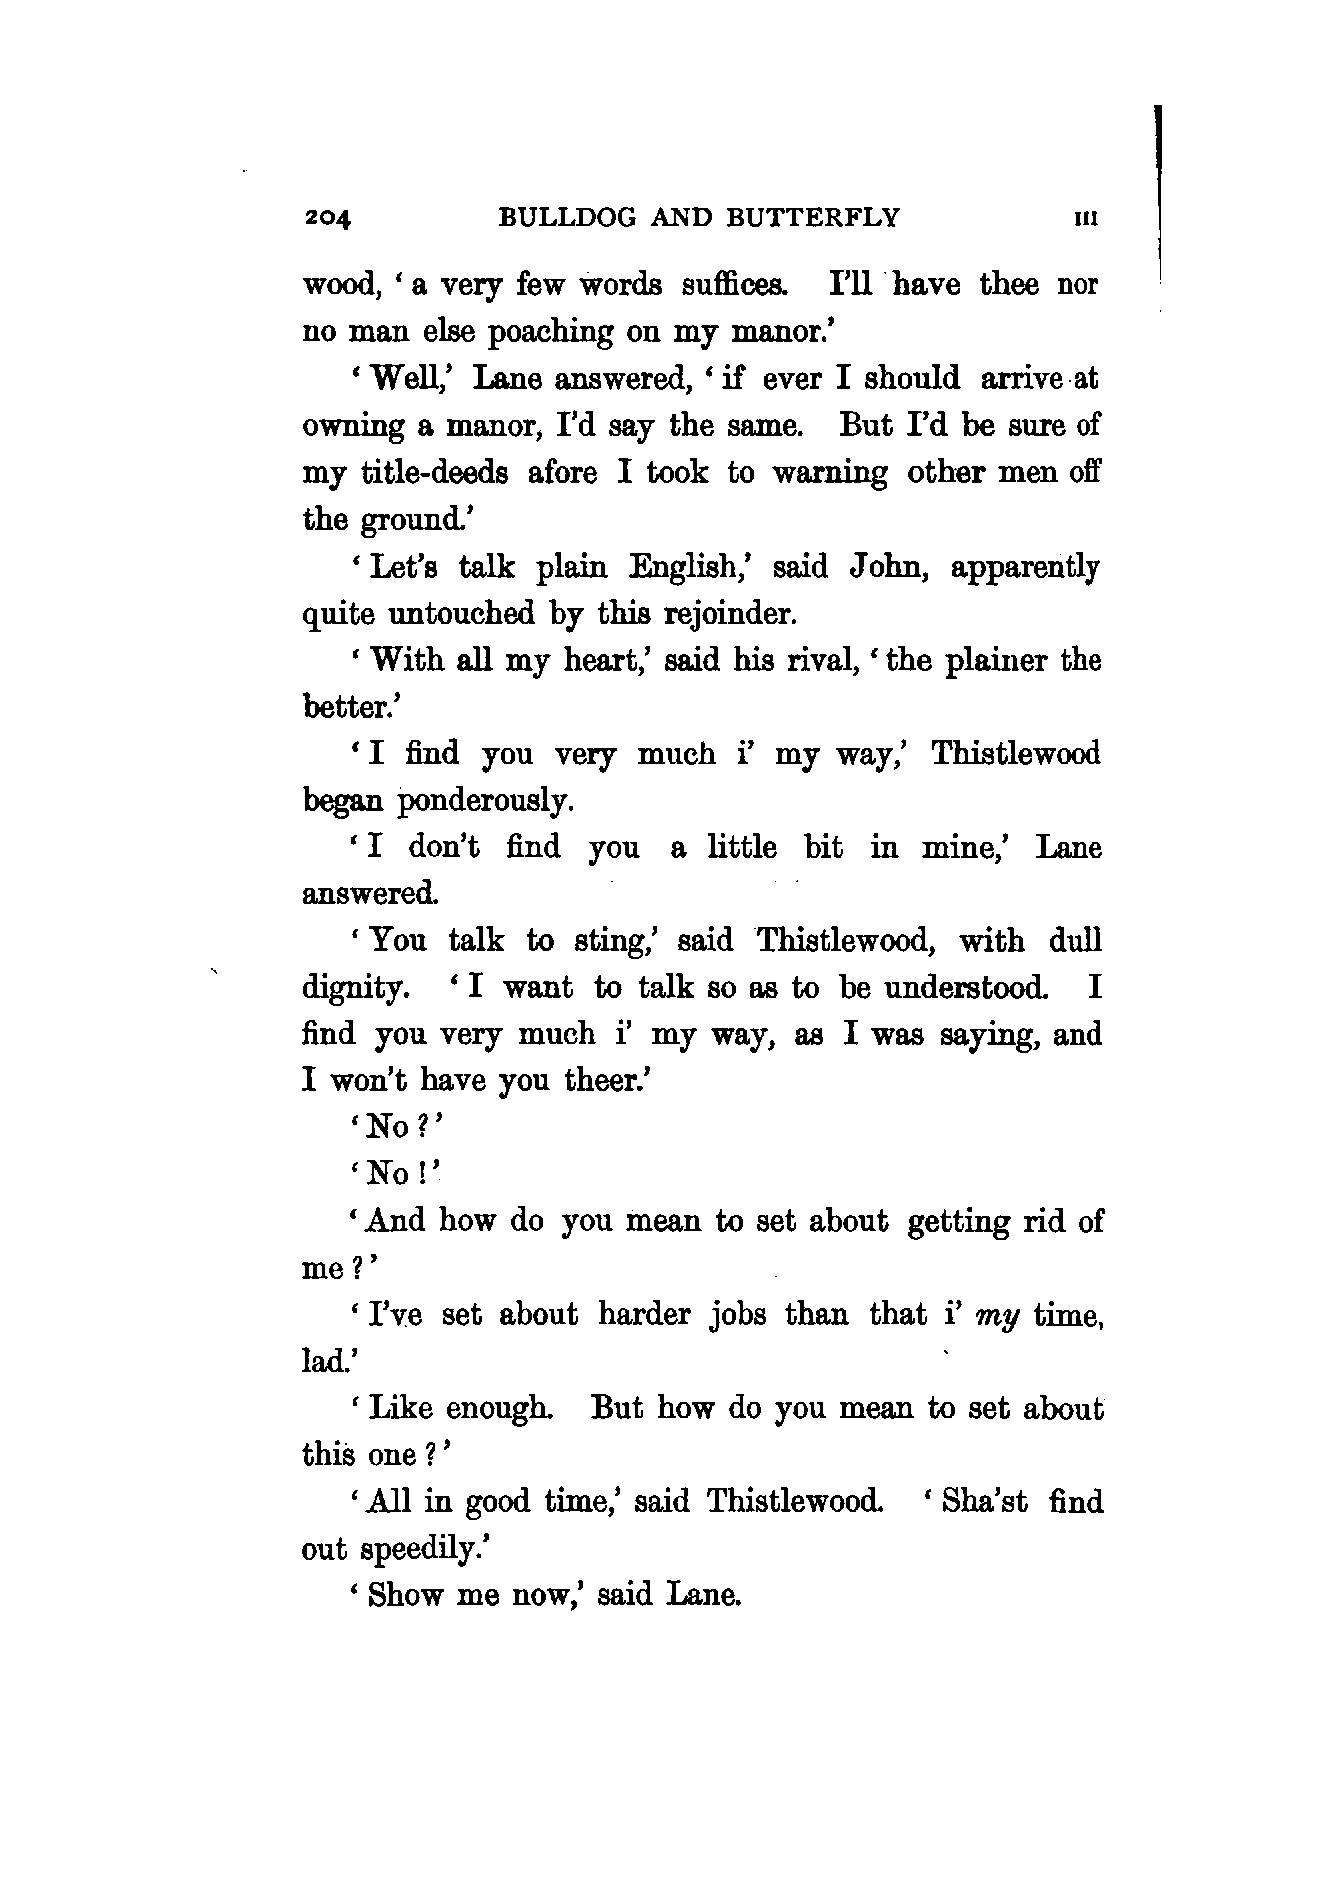 204 BULLDOG AND BUTTERFLY III
wood, ‘a very few words suffices. I'll have thee nor
no man else poaching on my manor.’
‘Well,’ Lane answered, ‘if ever I should arrive at
owning a manor, I'd say the same. But I'd be sure of
my title-deeds afore I took to warning other men off
the ground.’
‘Let's talk plain English,’ said John, apparently
quite untouched by this rejoinder.
‘With all my heart,’ said his rival, ‘the plainer the
better.’
‘I find you very much i’ my way,’ Thistlewood
began ponderously.
‘I don't find you a little bit in mine,’ Lane
answered.
‘You talk to sting,’ said Thistlewood, with dull
dignity. ‘I want to talk so as to be understood. I
find you very much i’ my way, as I was saying, and
I won't have you theer.’
‘No?’
‘No!’
‘And how do you mean to set about getting rid of
me?’
‘I've set about harder jobs than that i’ my time,
lad.’
‘Like enough. But how do you mean to set about
this one?’
‘All in good time,’ said Thistlewood. ‘Sha'st find
out speedily.’
‘Show me now,’ said Lane.